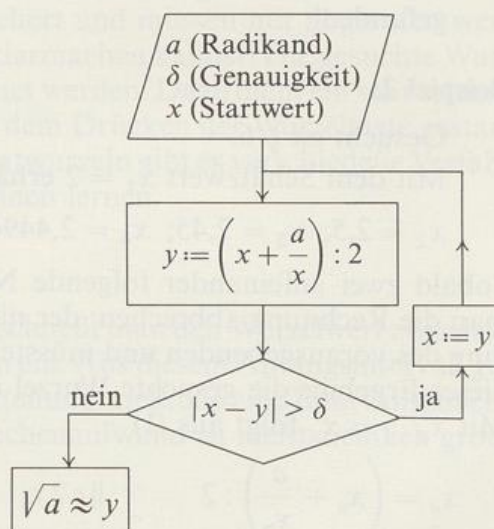 a (Radikand)
δ (Genauigkeit)
x (Startwert)
y := (x + a/x) : 2
x := y
|x − y| > δ
nein
ja
√a ≈ y